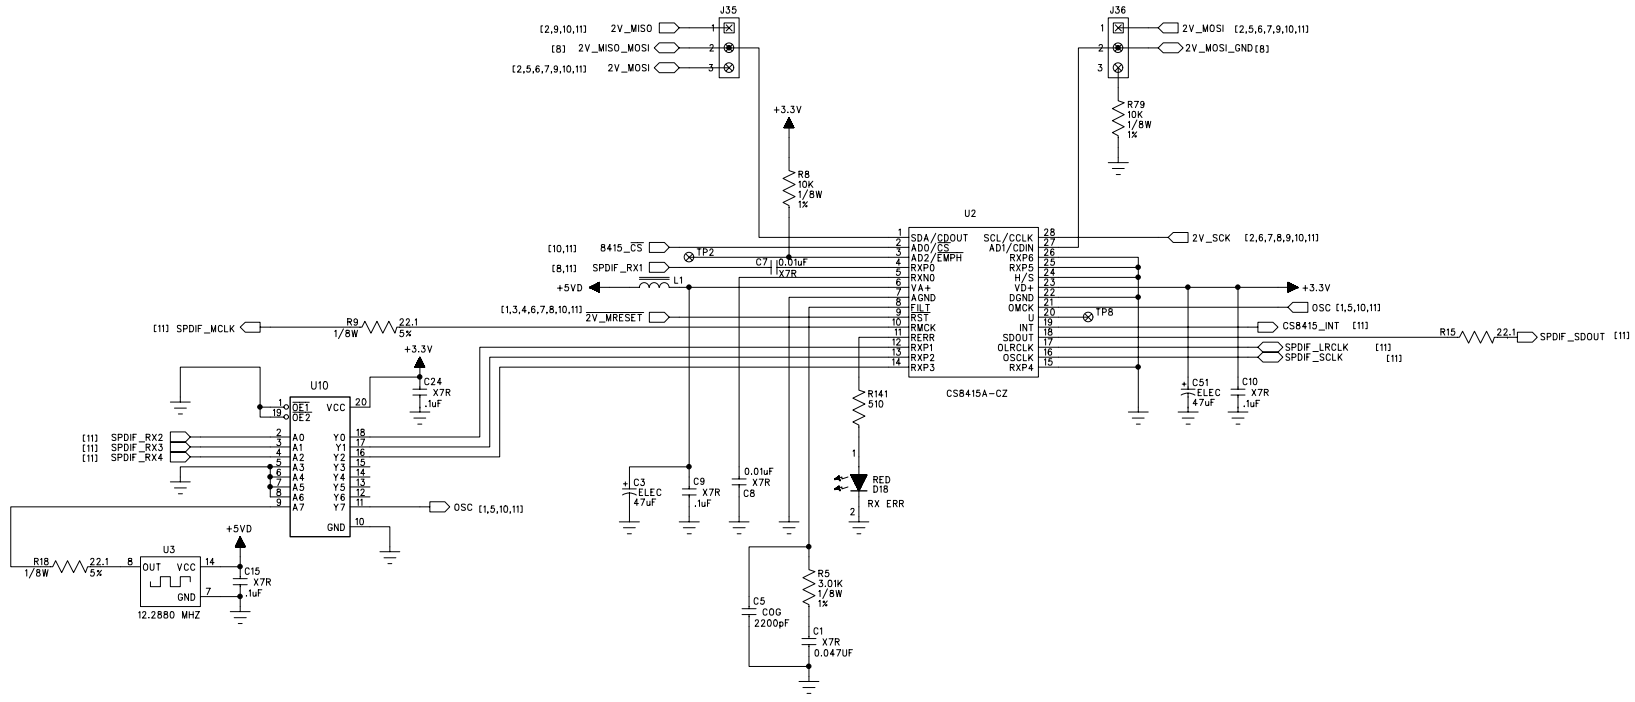 J35
[2,9,10,11] 2V_MISO 1
[8] 2V_MISO_MOSI 2
[2,5,6,7,9,10,11] 2V_MOSI 3
J36
1 2V_MOSI [2,5,6,7,9,10,11]
2 2V_MOSI_GND[8]
3
R79
10K
1/8W
1%
+3.3V
R8
10K
1/8W
1%
U2
1 SDA/CDOUT SCL/CCLK 28
2 AD0/CS AD1/CDIN 27
3 AD2/EMPH RXP6 26
4 RXP0 RXP5 25
5 RXN0 H/S 24
6 VA+ VD+ 23
7 AGND DGND 22
8 FILT OMCK 21
9 RST U 20
10 RMCK INT 19
11 RERR SDOUT 18
12 RXP1 OLRCLK 17
13 RXP2 OSCLK 16
14 RXP3 RXP4 15
CS8415A-CZ
2V_SCK [2,6,7,8,9,10,11]
[10,11] 8415_CS
TP2
[8,11] SPDIF_RX1
C7 0.01uF
X7R
+5VD L1
[1,3,4,6,7,8,10,11]
2V_MRESET
[11] SPDIF_MCLK
R9 22.1
1/8W 5%
+3.3V
OSC [1,5,10,11]
TP8
CS8415_INT [11]
R15 22.1
SPDIF_SDOUT [11]
SPDIF_LRCLK [11]
SPDIF_SCLK [11]
+3.3V
C24
X7R
.1uF
C51
ELEC
47uF
C10
X7R
.1uF
R141
510
U10
1 OE1 VCC 20
19 OE2
[11] SPDIF_RX2 2 A0 Y0 18
[11] SPDIF_RX3 3 A1 Y1 17
[11] SPDIF_RX4 4 A2 Y2 16
5 A3 Y3 15
6 A4 Y4 14
7 A5 Y5 13
8 A6 Y6 12
9 A7 Y7 11
OSC [1,5,10,11]
GND 10
1
RED
D18
RX ERR
2
C3
ELEC
47uF
C9
X7R
.1uF
0.01uF
X7R
C8
+5VD
U3
R18 22.1
1/8W 5%
8 OUT VCC 14
GND 7
12.2880 MHZ
C15
X7R
.1uF
R5
3.01K
1/8W
1%
C5
COG
2200pF
C1
X7R
0.047UF